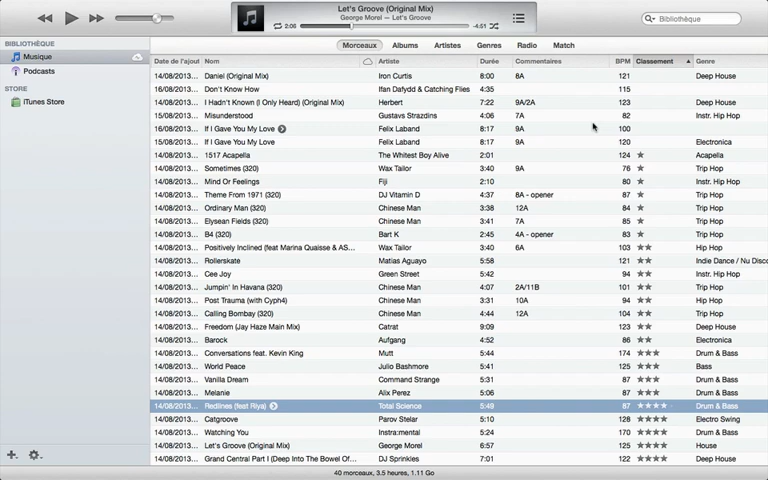 Let's Groove (Original Mix)
George Morel — Let's Groove
2:08 -4:51
Bibliothèque
BIBLIOTHÈQUE
Musique
Podcasts
STORE
iTunes Store
Morceaux Albums Artistes Genres Radio Match
Date de l'ajout Nom Artiste Durée Commentaires BPM Classement Genre
14/08/2013... Daniel (Original Mix) Iron Curtis 8:00 8A 121 Deep House
16/08/2013... Don't Know How Ifan Dafydd & Catching Flies 4:35 115
14/08/2013... I Hadn't Known (I Only Heard) (Original Mix) Herbert 7:22 9A/2A 123 Deep House
15/08/2013... Misunderstood Gustavs Strazdins 4:06 7A 82 Instr. Hip Hop
16/08/2013... If I Gave You My Love Felix Laband 8:17 9A 100
15/08/2013... If I Gave You My Love Felix Laband 8:17 9A 120 Electronica
14/08/2013... 1517 Acapella The Whitest Boy Alive 2:01 124 ★ Acapella
14/08/2013... Sometimes (320) Wax Tailor 3:40 9A 76 ★ Trip Hop
14/08/2013... Mind Or Feelings Fiji 2:10 80 ★ Instr. Hip Hop
14/08/2013... Theme From 1971 (320) DJ Vitamin D 4:37 8A - opener 87 ★ Trip Hop
14/08/2013... Ordinary Man (320) Chinese Man 3:38 12A 84 ★ Trip Hop
14/08/2013... Elysean Fields (320) Chinese Man 3:41 7A 85 ★ Trip Hop
14/08/2013... B4 (320) Bart K 2:45 4A - opener 83 ★ Trip Hop
14/08/2013... Positively Inclined (feat Marina Quaisse & AS... Wax Tailor 3:40 6A 103 ★★ Hip Hop
14/08/2013... Rollerskate Matias Aguayo 5:58 121 ★★ Indie Dance / Nu Disco
14/08/2013... Cee Joy Green Street 5:42 94 ★★ Instr. Hip Hop
14/08/2013... Jumpin' In Havana (320) Chinese Man 4:07 2A/11B 101 ★★ Trip Hop
14/08/2013... Post Trauma (with Cyph4) Chinese Man 3:31 10A 94 ★★ Hip Hop
14/08/2013... Calling Bombay (320) Chinese Man 4:44 12A 104 ★★ Trip Hop
14/08/2013... Freedom (Jay Haze Main Mix) Catrat 9:09 123 ★★ Deep House
14/08/2013... Barock Aufgang 4:52 86 ★★ Electronica
14/08/2013... Conversations feat. Kevin King Mutt 5:44 174 ★★★ Drum & Bass
14/08/2013... World Peace Julio Bashmore 5:41 125 ★★★ Bass
14/08/2013... Vanilla Dream Command Strange 5:31 87 ★★★ Drum & Bass
14/08/2013... Melanie Alix Perez 5:06 87 ★★★ Drum & Bass
14/08/2013... Redlines (feat Riya) Total Science 5:49 87 ★★★★ Drum & Bass
14/08/2013... Catgroove Parov Stelar 5:10 128 ★★★★ Electro Swing
14/08/2013... Watching You Instra:mental 5:24 170 ★★★★ Drum & Bass
14/08/2013... Let's Groove (Original Mix) George Morel 6:57 125 ★★★★ House
14/08/2013... Grand Central Part I (Deep Into The Bowel Of... DJ Sprinkles 7:01 122 ★★★★ Deep House
40 morceaux, 3.5 heures, 1.11 Go